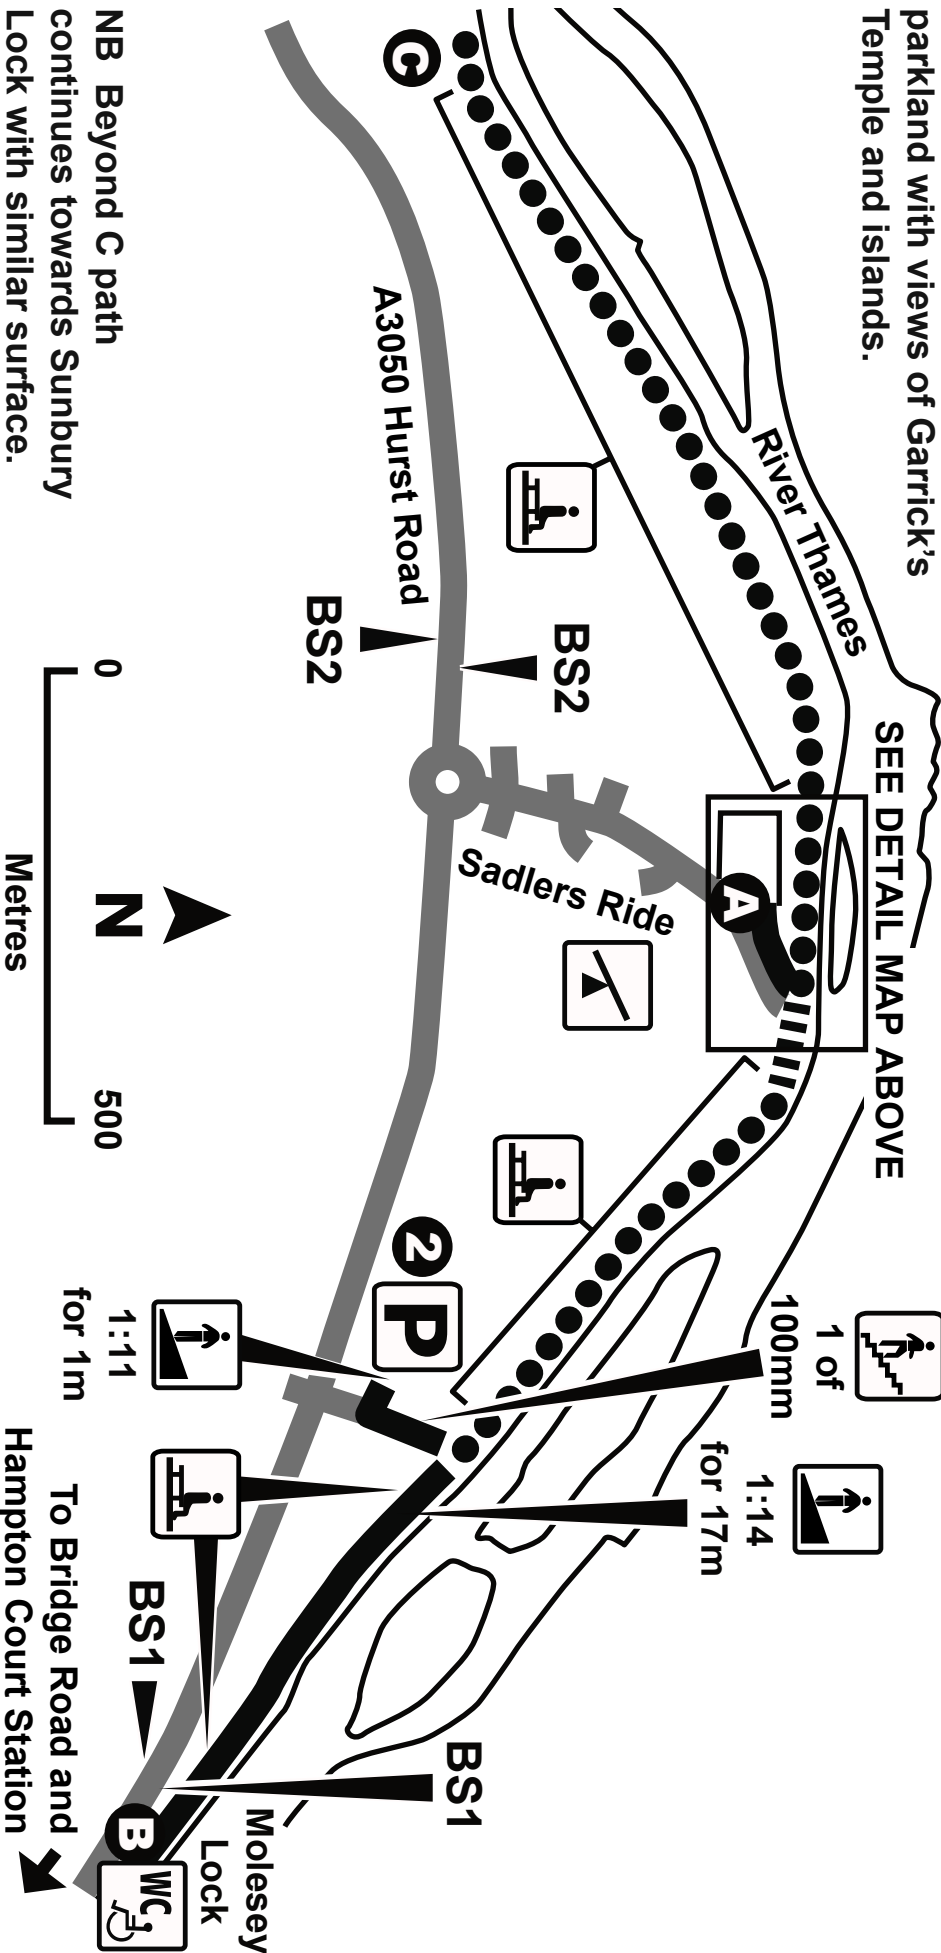 parkland with views of Garrick's
Temple and islands.
SEE DETAIL MAP ABOVE
1 of
100mm
1:14
for 17m
River Thames
C
A
Sadlers Ride
BS2
A3050 Hurst Road
BS2
2
P
BS1
Molesey
Lock
1:11
for 1m
BS1
B
WC
NB Beyond C path
continues towards Sunbury
Lock with similar surface.
N
0
500
Metres
To Bridge Road and
Hampton Court Station